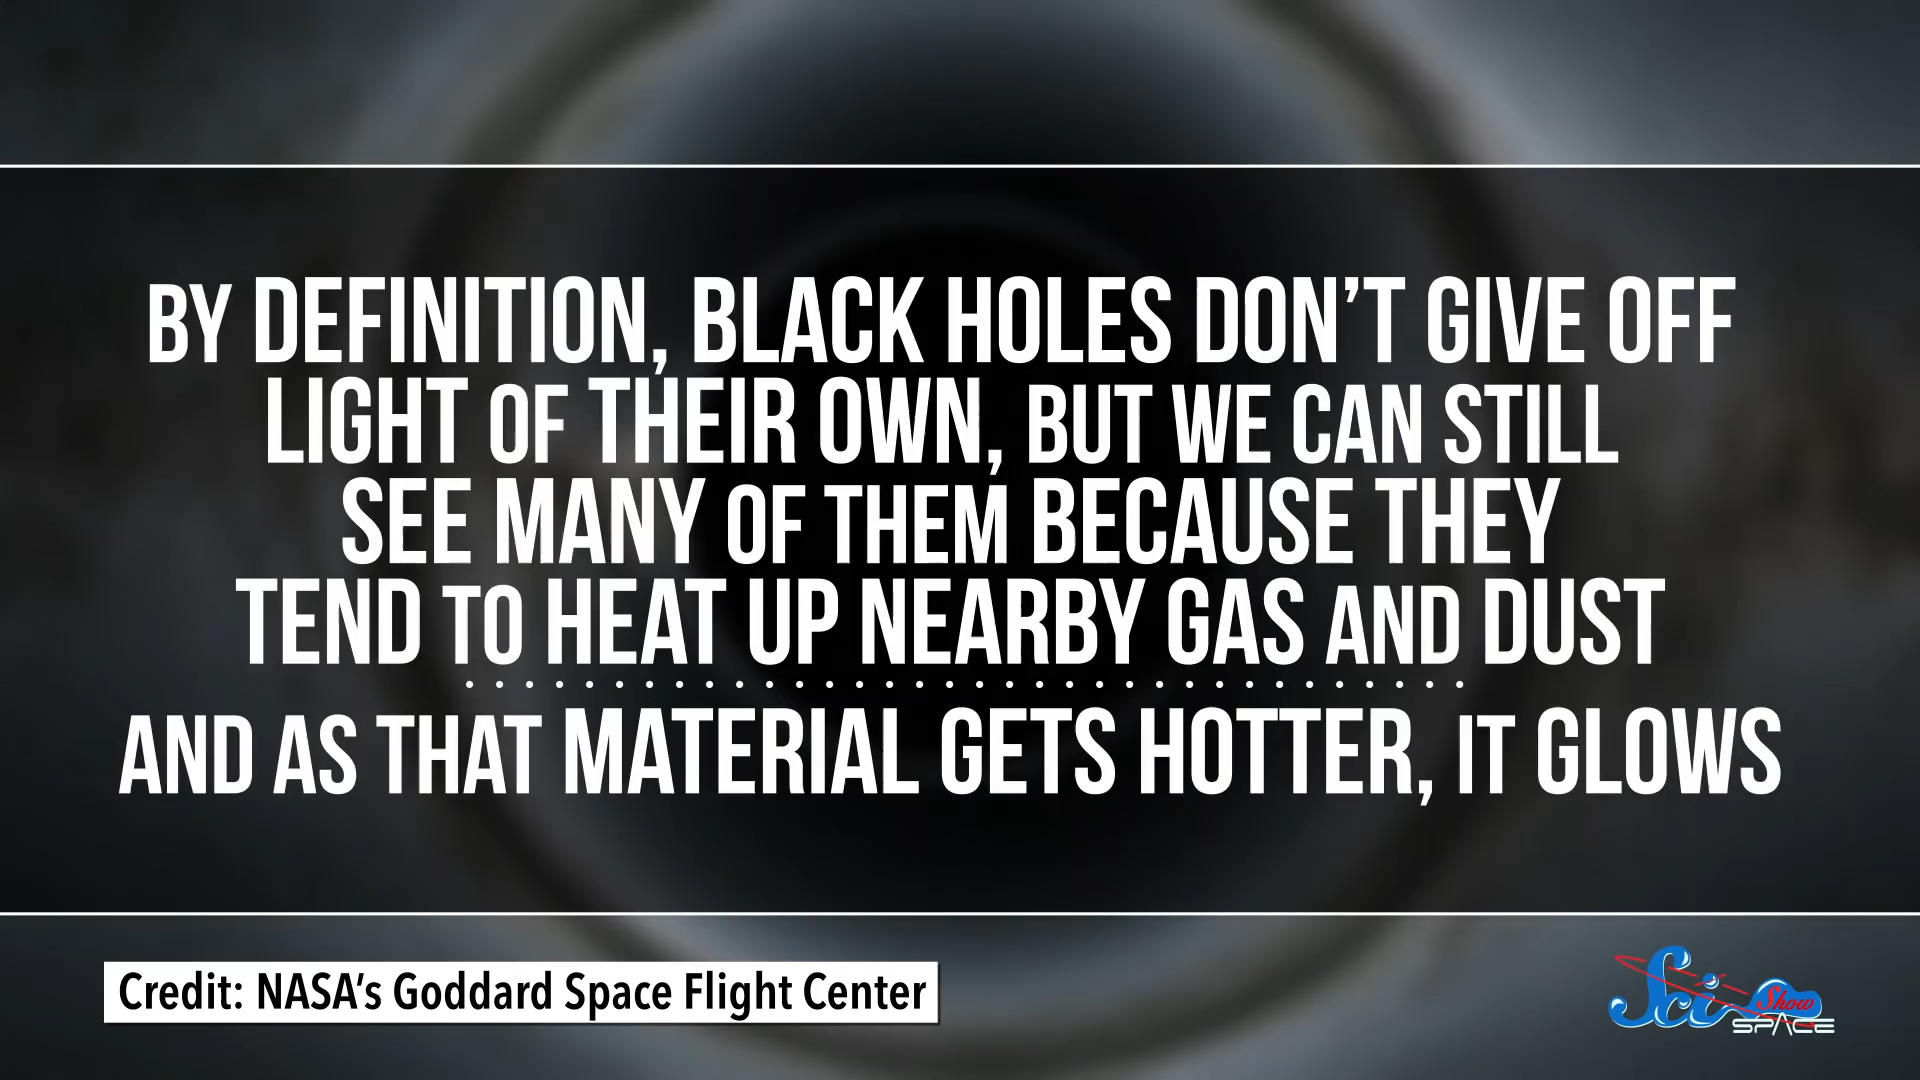 BY DEFINITION, BLACK HOLES DON'T GIVE OFF
LIGHT OF THEIR OWN, BUT WE CAN STILL
SEE MANY OF THEM BECAUSE THEY
TEND TO HEAT UP NEARBY GAS AND DUST
AND AS THAT MATERIAL GETS HOTTER, IT GLOWS
Credit: NASA's Goddard Space Flight Center
Sci Show
SPACE